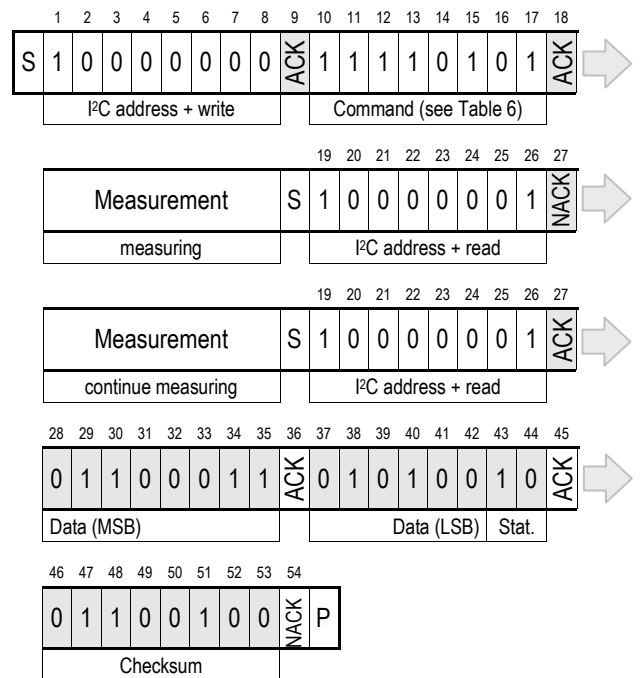 1 2 3 4 5 6 7 8 9 10 11 12 13 14 15 16 17 18
S 1 0 0 0 0 0 0 0 ACK 1 1 1 1 0 1 0 1 ACK
I²C address + write Command (see Table 6)
19 20 21 22 23 24 25 26 27
Measurement S 1 0 0 0 0 0 0 1 NACK
measuring I²C address + read
19 20 21 22 23 24 25 26 27
Measurement S 1 0 0 0 0 0 0 1 ACK
continue measuring I²C address + read
28 29 30 31 32 33 34 35 36 37 38 39 40 41 42 43 44 45
0 1 1 0 0 0 1 1 ACK 0 1 0 1 0 0 1 0 ACK
Data (MSB) Data (LSB) Stat.
46 47 48 49 50 51 52 53 54
0 1 1 0 0 1 0 0 NACK P
Checksum